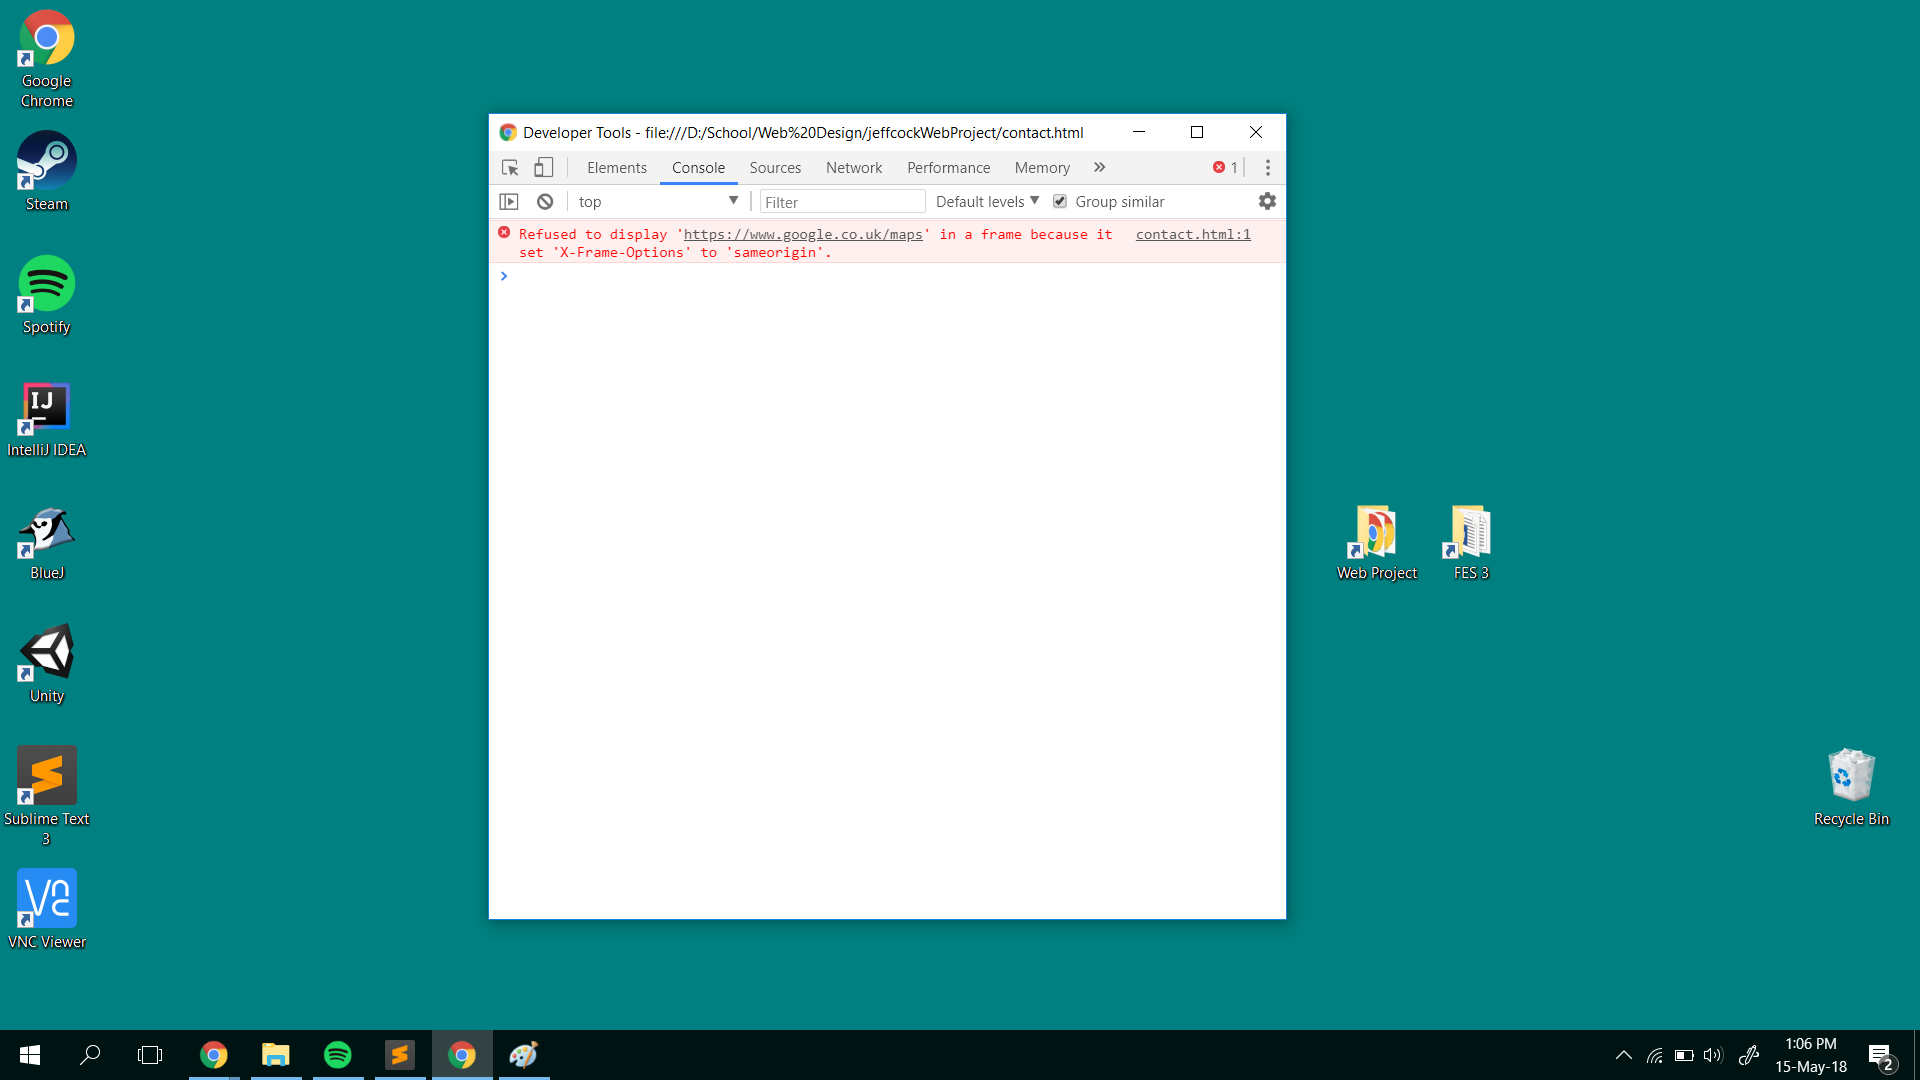 Google
Chrome
Steam
Spotify
IJ
IntelliJ IDEA
BlueJ
Unity
Sublime Text
3
Vnc
VNC Viewer
Developer Tools - file:///D:/School/Web%20Design/jeffcockWebProject/contact.html
Elements Console Sources Network Performance Memory » 1
top Filter Default levels Group similar
Refused to display 'https://www.google.co.uk/maps' in a frame because it contact.html:1
set 'X-Frame-Options' to 'sameorigin'.
Web Project
FES 3
Recycle Bin
1:06 PM
15-May-18
2